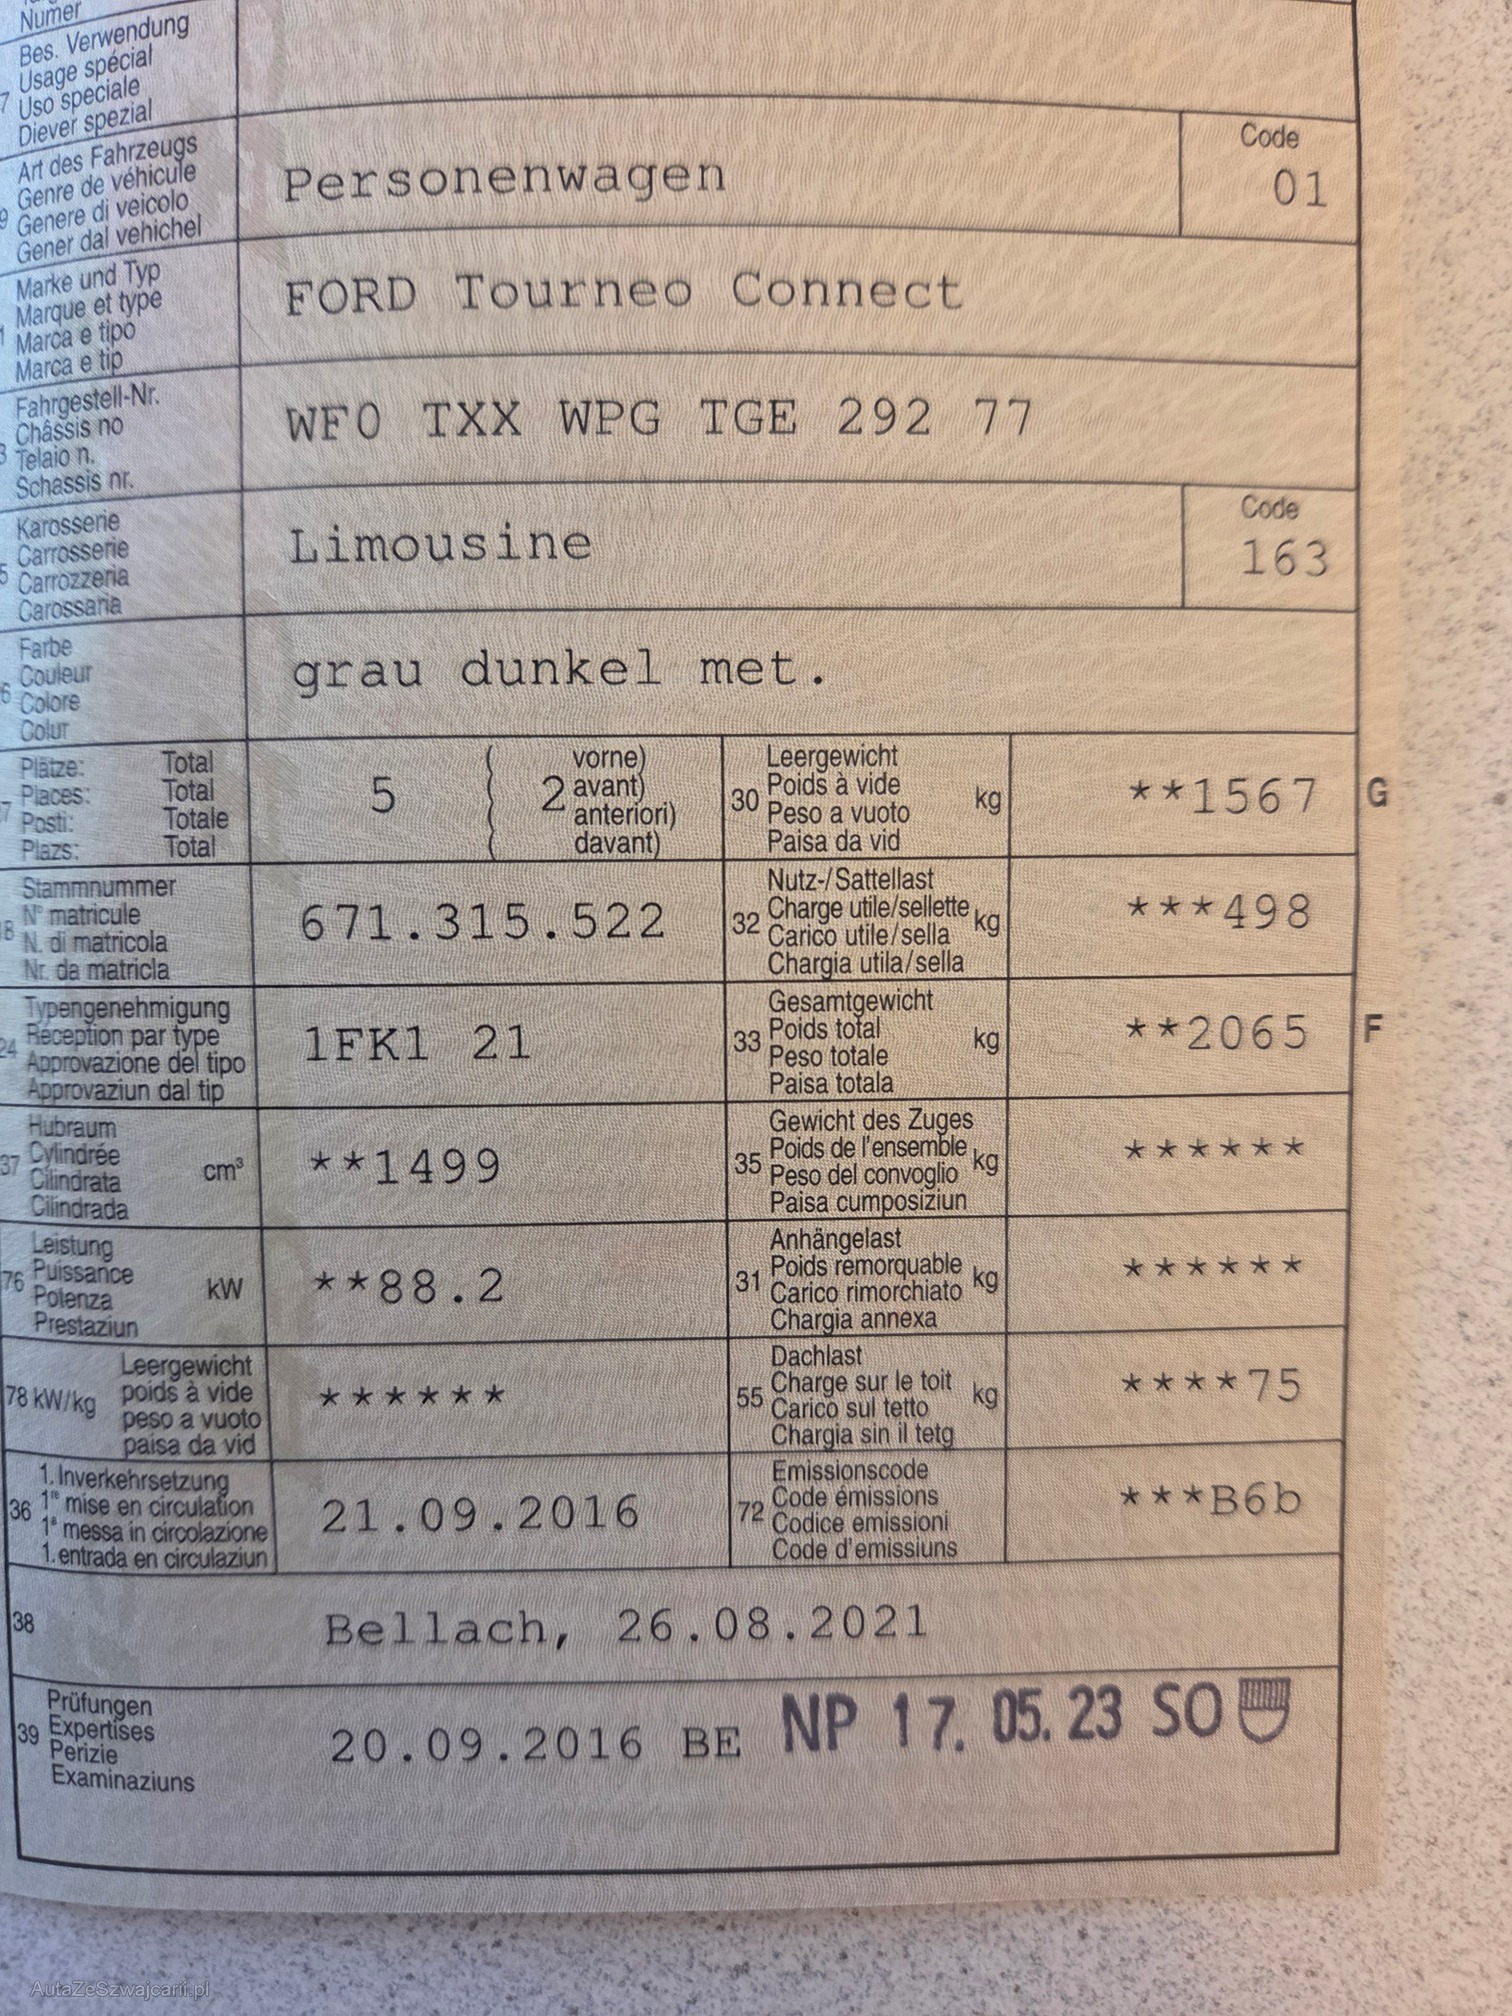 Numer
Bes. Verwendung
Usage spécial
7 Uso speciale
Diever spezial
Art des Fahrzeugs
Genre de véhicule
9 Genere di veicolo
Gener dal vehichel
Personenwagen
Code
01
Marke und Typ
Marque et type
1 Marca e tipo
Marca e tip
FORD Tourneo Connect
Fahrgestell-Nr.
Châssis no
3 Telaio n.
Schassis nr.
WF0 TXX WPG TGE 292 77
Karosserie
Carrosserie
5 Carrozzeria
Carossaria
Limousine
Code
163
Farbe
Couleur
6 Colore
Colur
grau dunkel met.
Plätze: Total
Places: Total
7 Posti: Totale
Plazs: Total
5 ( 2 vorne)
avant)
anteriori)
( davant)
Leergewicht
30 Poids à vide kg
Peso a vuoto
Paisa da vid
**1567 G
Stammnummer
N° matricule
8 N. di matricola
Nr. da matricla
671.315.522
Nutz-/Sattellast
32 Charge utile/sellette kg
Carico utile/sella
Chargia utila/sella
***498
Typengenehmigung
24 Réception par type
Approvazione del tipo
Approvaziun dal tip
1FK1 21
Gesamtgewicht
33 Poids total kg
Peso totale
Paisa totala
**2065 F
Hubraum
37 Cylindrée cm³
Cilindrata
Cilindrada
**1499
Gewicht des Zuges
35 Poids de l'ensemble kg
Peso del convoglio
Paisa cumposiziun
******
Leistung
76 Puissance kW
Potenza
Prestaziun
**88.2
Anhängelast
31 Poids remorquable kg
Carico rimorchiato
Chargia annexa
******
Leergewicht
78 kW/kg poids à vide
peso a vuoto
paisa da vid
******
Dachlast
55 Charge sur le toit kg
Carico sul tetto
Chargia sin il tetg
****75
1. Inverkehrsetzung
36 1re mise en circulation
1a messa in circolazione
1. entrada en circulaziun
21.09.2016
Emissionscode
72 Code émissions
Codice emissioni
Code d'emissiuns
***B6b
38 Bellach, 26.08.2021
Prüfungen
39 Expertises
Perizie
Examinaziuns
20.09.2016 BE NP 17. 05. 23 SO
AutaZeSzwajcarii.pl